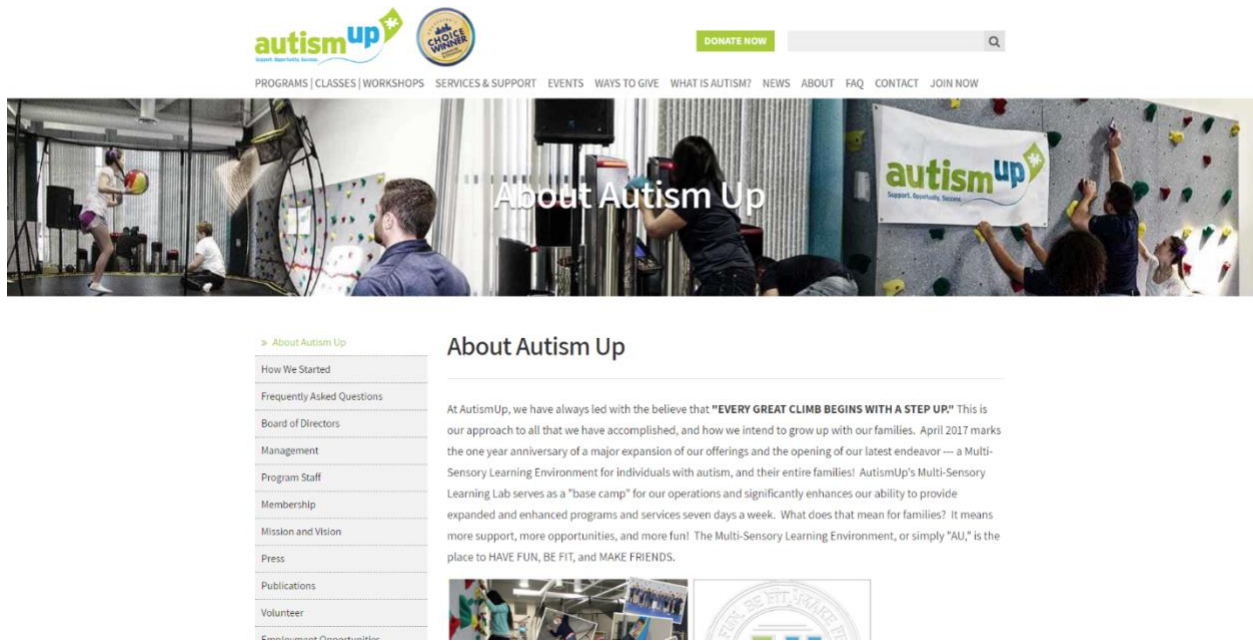 autismup
Support. Opportunity. Success.
CHOICE
WINNER
DONATE NOW
PROGRAMS | CLASSES | WORKSHOPS SERVICES & SUPPORT EVENTS WAYS TO GIVE WHAT IS AUTISM? NEWS ABOUT FAQ CONTACT JOIN NOW
About Autism Up
autismup
Support. Opportunity. Success.
» About Autism Up
How We Started
Frequently Asked Questions
Board of Directors
Management
Program Staff
Membership
Mission and Vision
Press
Publications
Volunteer
Employment Opportunities
About Autism Up
At AutismUp, we have always led with the believe that "EVERY GREAT CLIMB BEGINS WITH A STEP UP." This is
our approach to all that we have accomplished, and how we intend to grow up with our families. April 2017 marks
the one year anniversary of a major expansion of our offerings and the opening of our latest endeavor --- a Multi-
Sensory Learning Environment for individuals with autism, and their entire families! AutismUp's Multi-Sensory
Learning Lab serves as a "base camp" for our operations and significantly enhances our ability to provide
expanded and enhanced programs and services seven days a week. What does that mean for families? It means
more support, more opportunities, and more fun! The Multi-Sensory Learning Environment, or simply "AU," is the
place to HAVE FUN, BE FIT, and MAKE FRIENDS.
FUN, BE FIT, MAKE